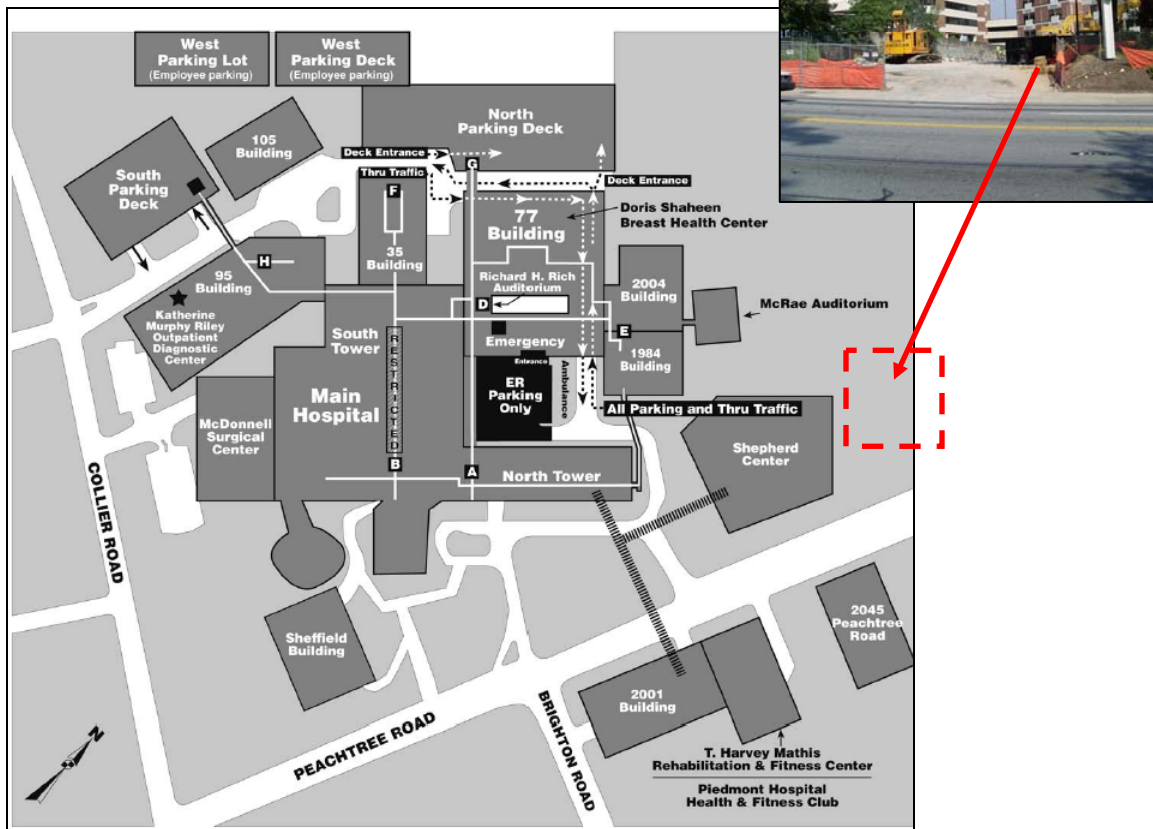 West
Parking Lot
(Employee parking)
West
Parking Deck
(Employee parking)
North
Parking Deck
105
Building
South
Parking
Deck
Deck Entrance
G
Thru Traffic
Deck Entrance
F
Doris Shaheen
Breast Health Center
77
Building
35
Building
H
95
Building
Richard H. Rich
Auditorium
2004
Building
McRae Auditorium
D
Katherine
Murphy Riley
Outpatient
Diagnostic
Center
South
Tower
RESTRICTED
Emergency
E
Entrance
1984
Building
ER
Parking
Only
Ambulance
Main
Hospital
All Parking and Thru Traffic
McDonnell
Surgical
Center
Shepherd
Center
B
A
North Tower
COLLIER ROAD
Sheffield
Building
2045
Peachtree
Road
2001
Building
PEACHTREE ROAD
BRIGHTON ROAD
N
T. Harvey Mathis
Rehabilitation & Fitness Center
Piedmont Hospital
Health & Fitness Club